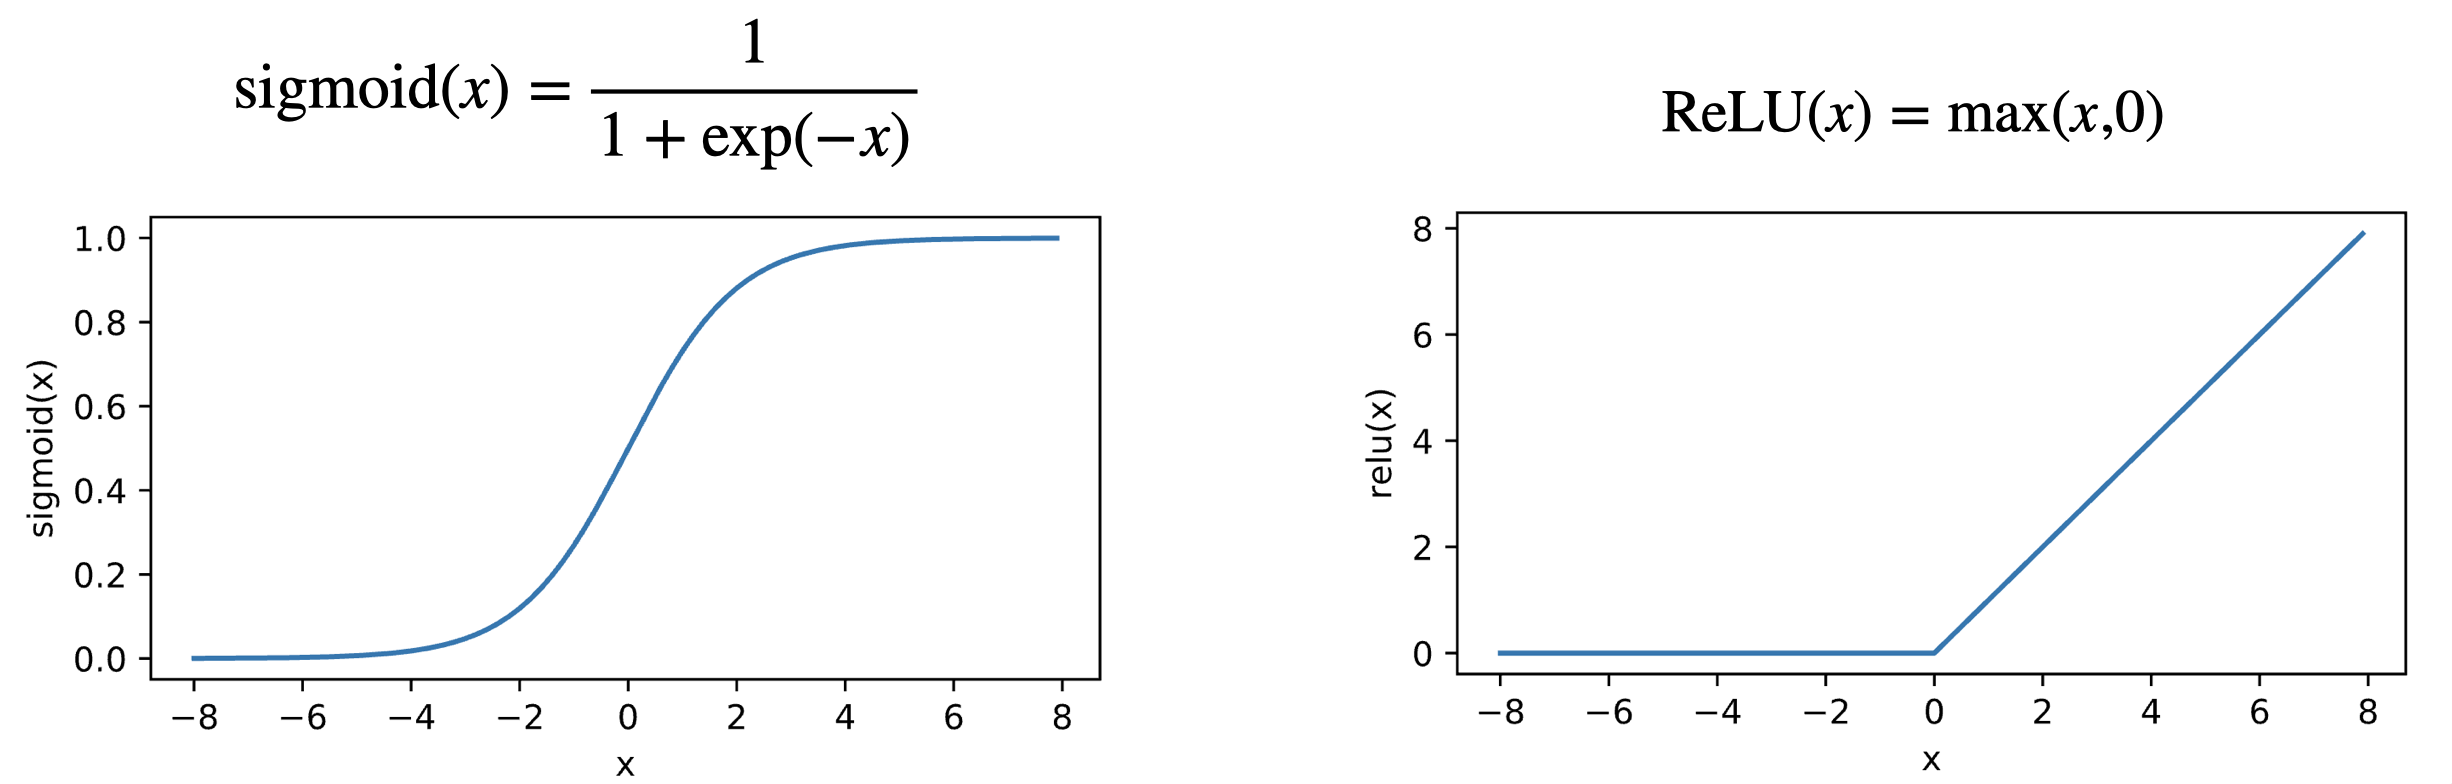 sigmoid(x) = 1 / 1 + exp(−x)
1.0
0.8
0.6
0.4
0.2
0.0
sigmoid(x)
−8 −6 −4 −2 0 2 4 6 8
x
ReLU(x) = max(x,0)
8
6
4
2
0
relu(x)
−8 −6 −4 −2 0 2 4 6 8
x